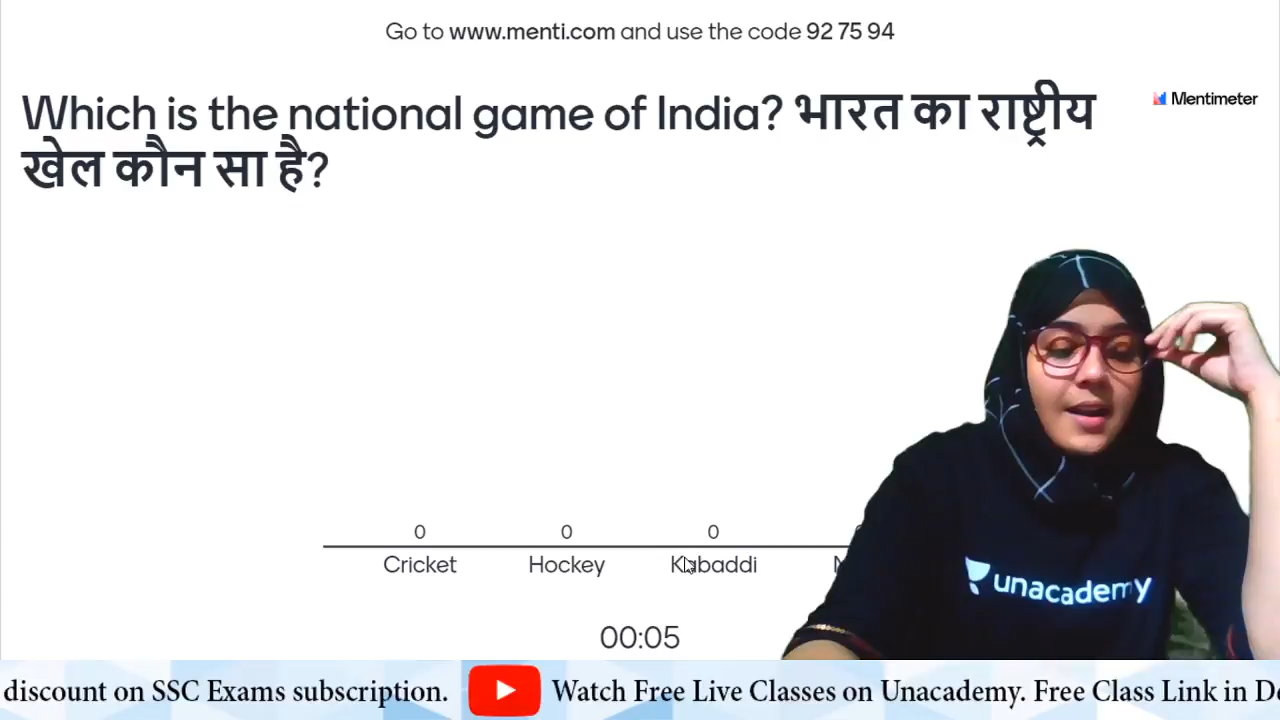 Go to www.menti.com and use the code 92 75 94
Which is the national game of India? भारत का राष्ट्रीय
खेल कौन सा है?
Mentimeter
0 0 0
Cricket Hockey Kabaddi
00:05
unacademy
discount on SSC Exams subscription. Watch Free Live Classes on Unacademy. Free Class Link in